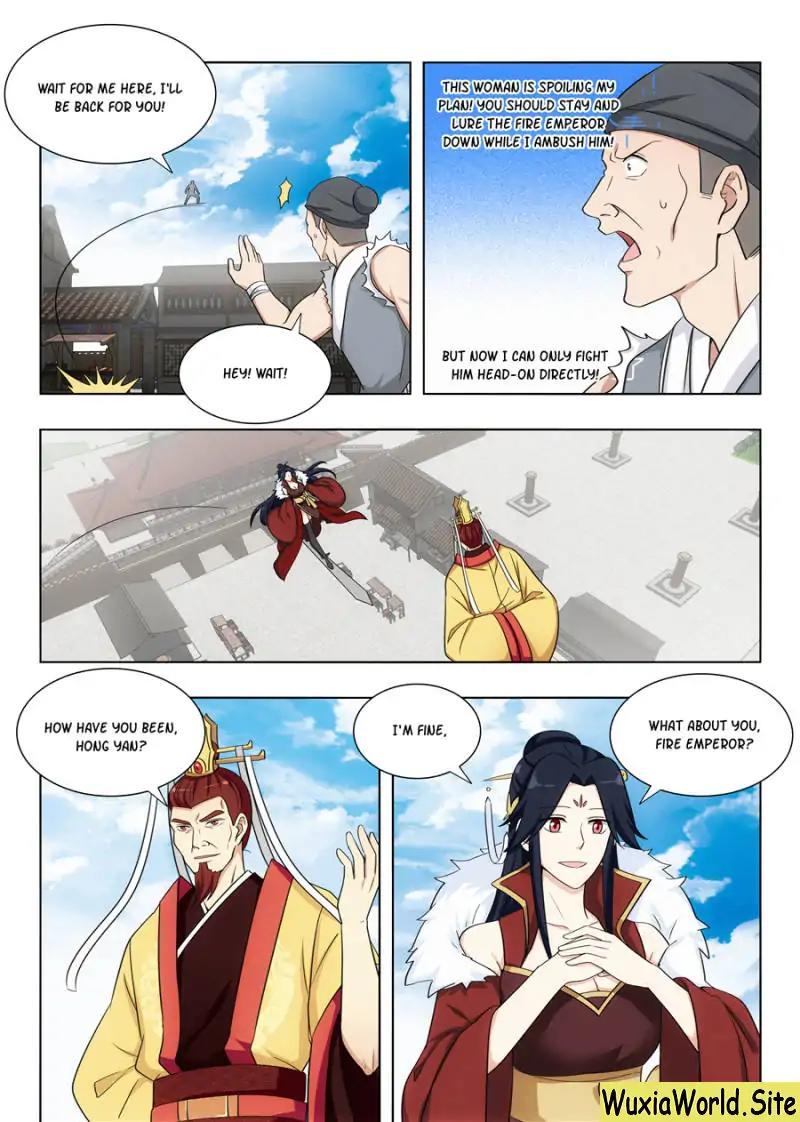 WAIT FOR ME HERE, I'LL
BE BACK FOR YOU!
HEY! WAIT!
THIS WOMAN IS SPOILING MY
PLAN! YOU SHOULD STAY AND
LURE THE FIRE EMPEROR
DOWN WHILE I AMBUSH HIM!
BUT NOW I CAN ONLY FIGHT
HIM HEAD-ON DIRECTLY!
HOW HAVE YOU BEEN,
HONG YAN?
I'M FINE,
WHAT ABOUT YOU,
FIRE EMPEROR?
WuxiaWorld.Site